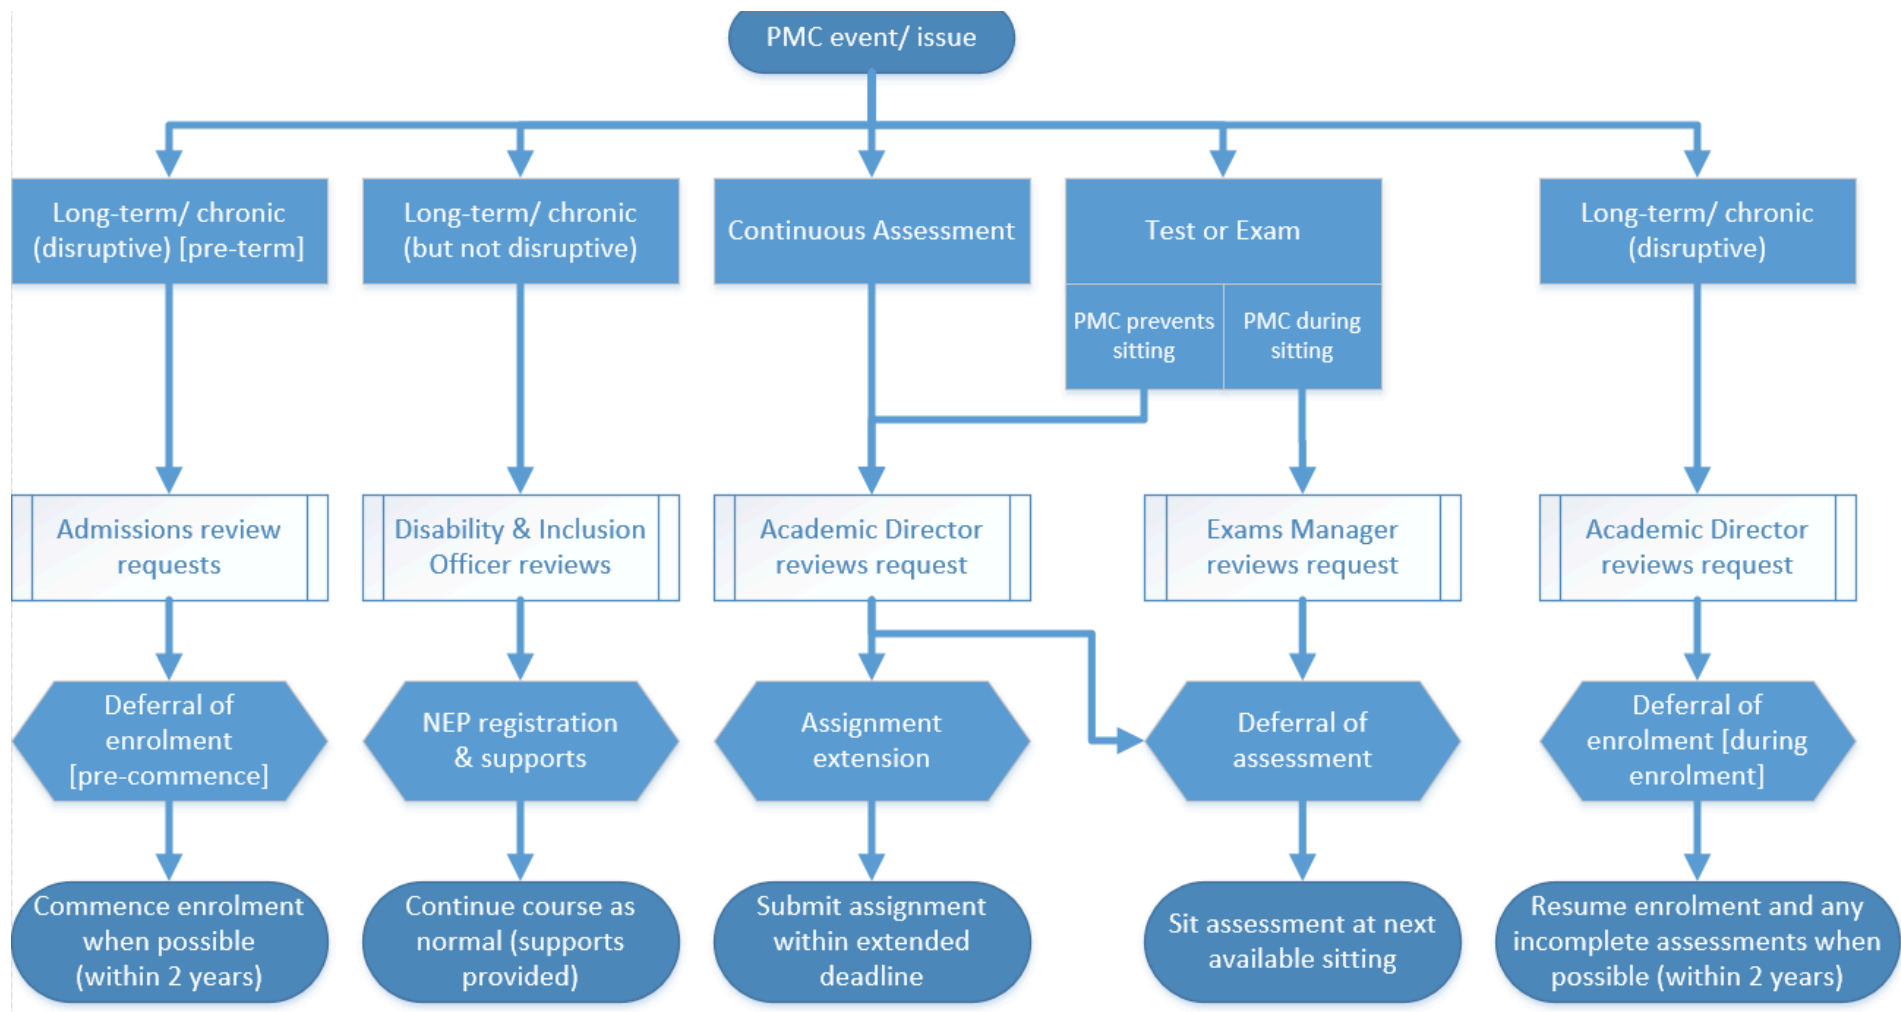 PMC event/ issue
Long-term/ chronic
(disruptive) [pre-term]
Long-term/ chronic
(but not disruptive)
Continuous Assessment
Test or Exam
Long-term/ chronic
(disruptive)
PMC prevents
sitting
PMC during
sitting
Admissions review
requests
Disability & Inclusion
Officer reviews
Academic Director
reviews request
Exams Manager
reviews request
Academic Director
reviews request
Deferral of
enrolment
[pre-commence]
NEP registration
& supports
Assignment
extension
Deferral of
assessment
Deferral of
enrolment [during
enrolment]
Commence enrolment
when possible
(within 2 years)
Continue course as
normal (supports
provided)
Submit assignment
within extended
deadline
Sit assessment at next
available sitting
Resume enrolment and any
incomplete assessments when
possible (within 2 years)